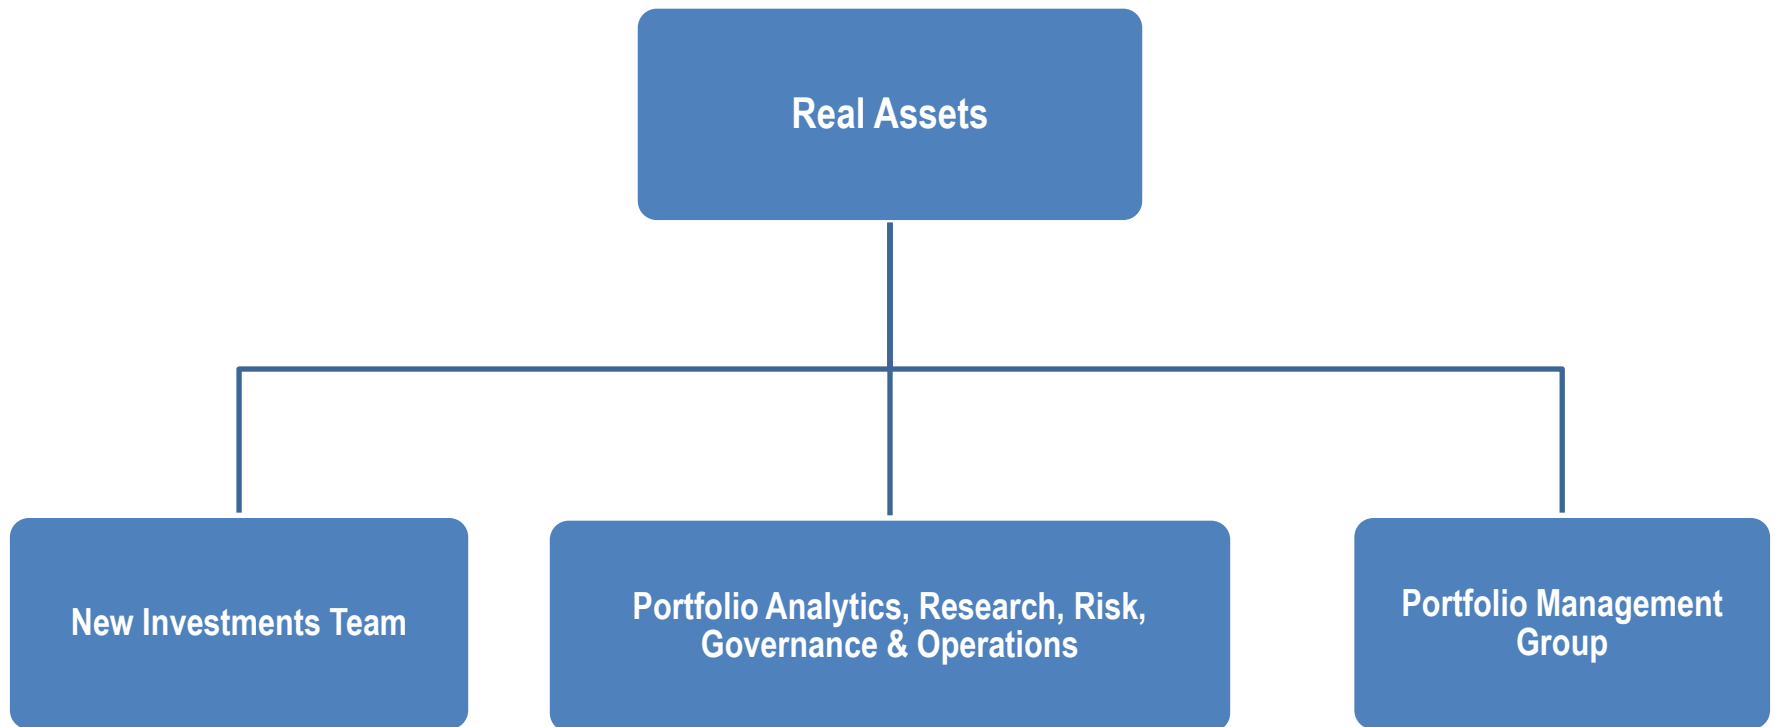 Real Assets
New Investments Team
Portfolio Analytics, Research, Risk,
Governance & Operations
Portfolio Management
Group